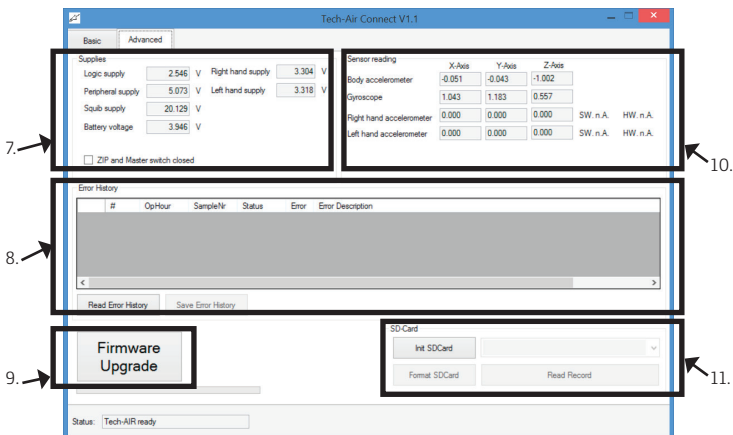 Tech-Air Connect V1.1
Basic Advanced
Supplies
Logic supply 2.546 V Right hand supply 3.304 V
Peripheral supply 5.073 V Left hand supply 3.318 V
Squib supply 20.129 V
Battery voltage 3.946 V
ZIP and Master switch closed
7.
Sensor reading
X-Axis Y-Axis Z-Axis
Body accelerometer -0.051 -0.043 -1.002
Gyroscope 1.043 1.183 0.557
Right hand accelerometer 0.000 0.000 0.000 SW. n.A. HW. n.A.
Left hand accelerometer 0.000 0.000 0.000 SW. n.A. HW. n.A.
10.
Error History
# OpHour SampleNr Status Error Error Description
8.
Read Error History Save Error History
Firmware
Upgrade
9.
SD-Card
Init SDCard
Format SDCard Read Record
11.
Status: Tech-AIR ready